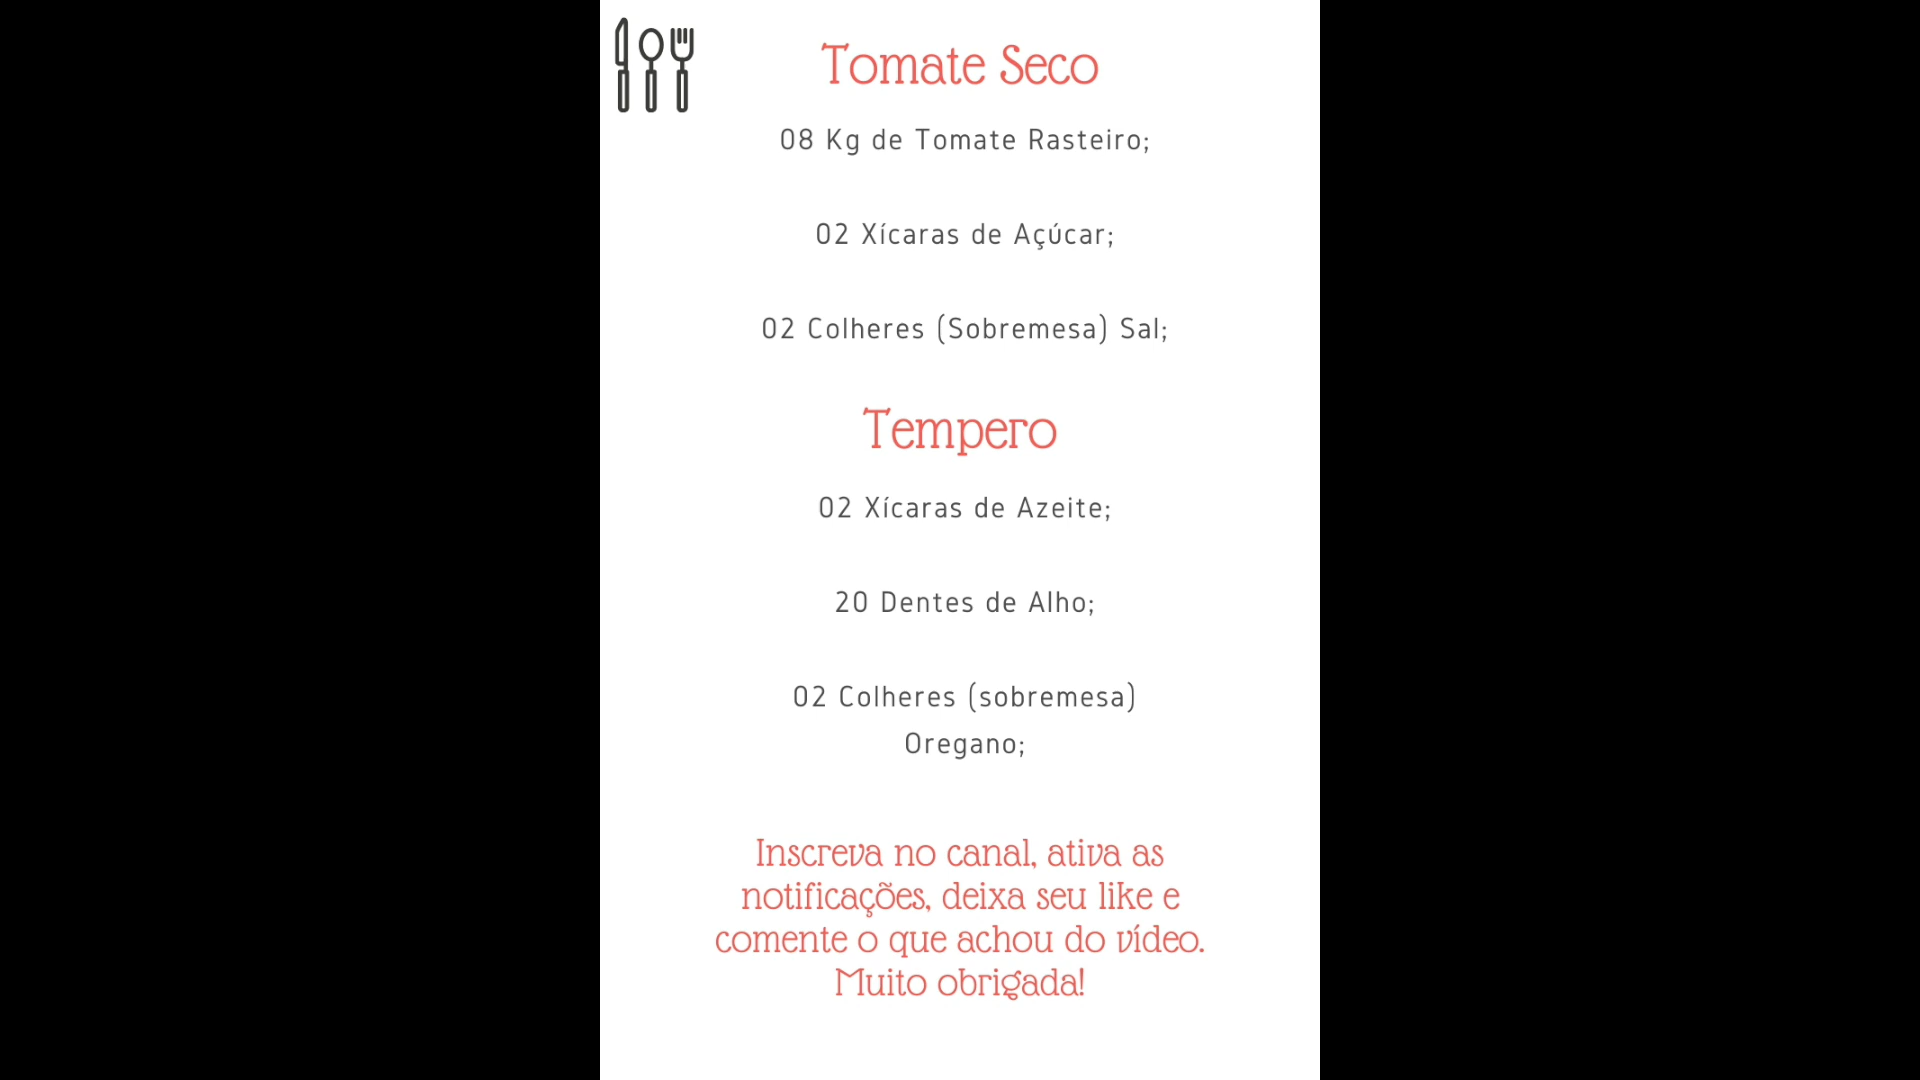 Tomate Seco
08 Kg de Tomate Rasteiro;
02 Xícaras de Açúcar;
02 Colheres (Sobremesa) Sal;
Tempero
02 Xícaras de Azeite;
20 Dentes de Alho;
02 Colheres (sobremesa)
Oregano;
Inscreva no canal, ativa as
notificações, deixa seu like e
comente o que achou do vídeo.
Muito obrigada!